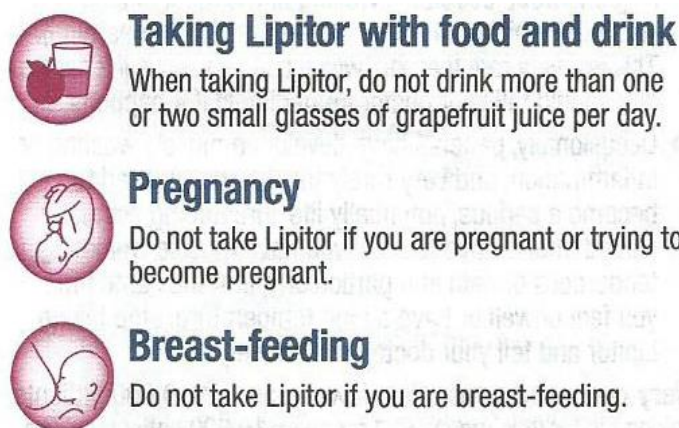 Taking Lipitor with food and drink
When taking Lipitor, do not drink more than one
or two small glasses of grapefruit juice per day.
Pregnancy
Do not take Lipitor if you are pregnant or trying to
become pregnant.
Breast-feeding
Do not take Lipitor if you are breast-feeding.